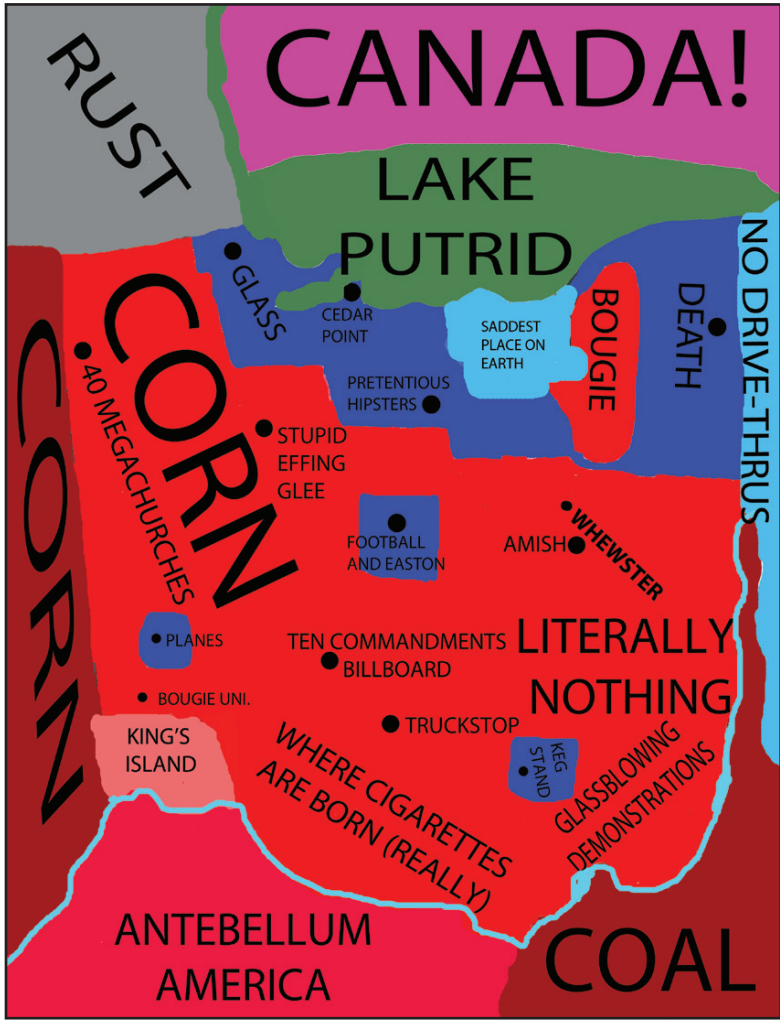 RUST
CANADA!
LAKE
PUTRID
NO DRIVE-THRUS
GLASS
CEDAR
POINT
SADDEST
PLACE ON
EARTH
BOUGIE
DEATH
CORN
CORN
40 MEGACHURCHES
PRETENTIOUS
HIPSTERS
STUPID
EFFING
GLEE
FOOTBALL
AND EASTON
AMISH
WHEWSTER
PLANES
TEN COMMANDMENTS
BILLBOARD
LITERALLY
NOTHING
BOUGIE UNI.
TRUCKSTOP
KING'S
ISLAND
KEG
STAND
WHERE CIGARETTES
ARE BORN (REALLY)
GLASSBLOWING
DEMONSTRATIONS
ANTEBELLUM
AMERICA
COAL